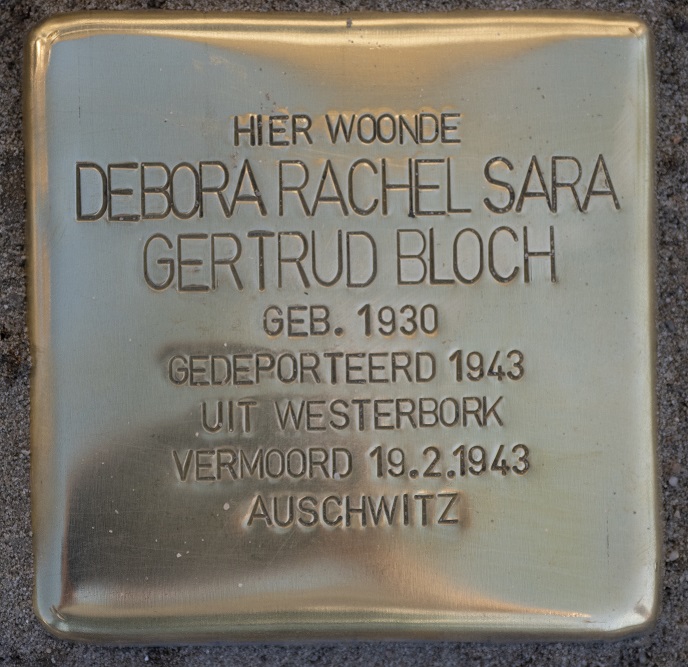 HIER WOONDE
DEBORA RACHEL SARA
GERTRUD BLOCH
GEB. 1930
GEDEPORTEERD 1943
UIT WESTERBORK
VERMOORD 19.2.1943
AUSCHWITZ